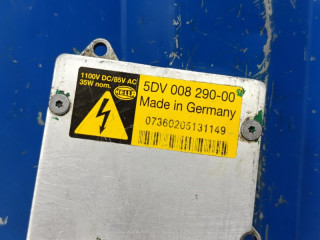 1100V DC/85V AC
35W nom.
HELLA
5DV 008 290-00
Made in Germany
07360205131149